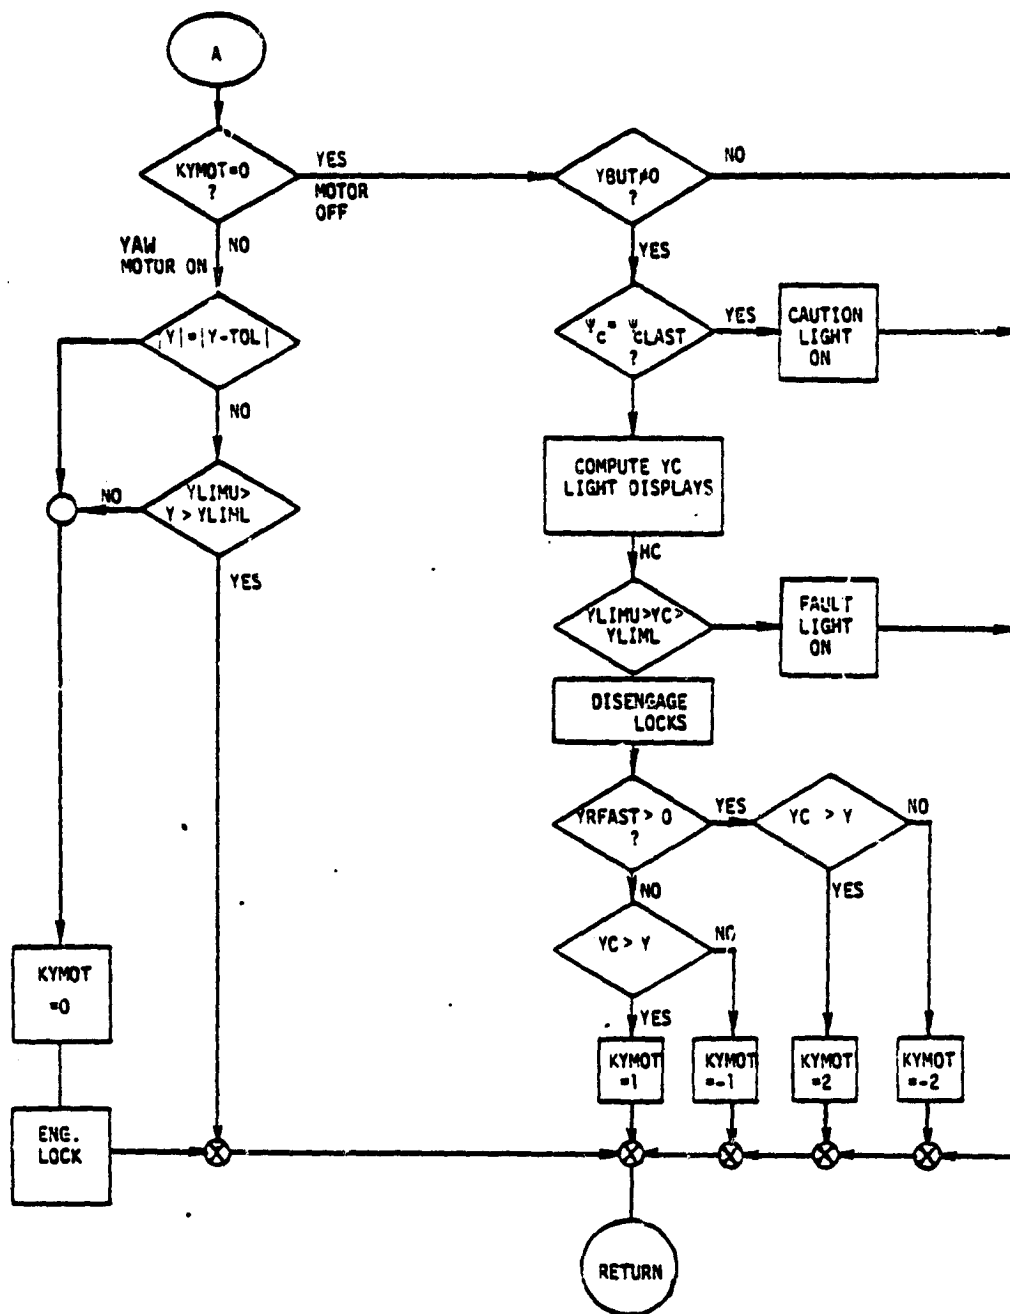 A
KYMOT=0
?
YES
MOTOR
OFF
YBUT≠0
?
NO
YAW
MOTOR ON
NO
YES
|Y|=|Y-TOL|
Ψc= ΨcLAST
?
YES
CAUTION
LIGHT
ON
NO
COMPUTE YC
LIGHT DISPLAYS
YLIMU>
Y > YLIML
NO
YES
HC
YLIMU>YC>
YLIML
FAULT
LIGHT
ON
DISENGAGE
LOCKS
YRFAST> 0
?
YES
YC > Y
NO
NO
YES
YC > Y
NO
YES
KYMOT
=0
KYMOT
=1
KYMOT
=-1
KYMOT
=2
KYMOT
=-2
ENG.
LOCK
RETURN